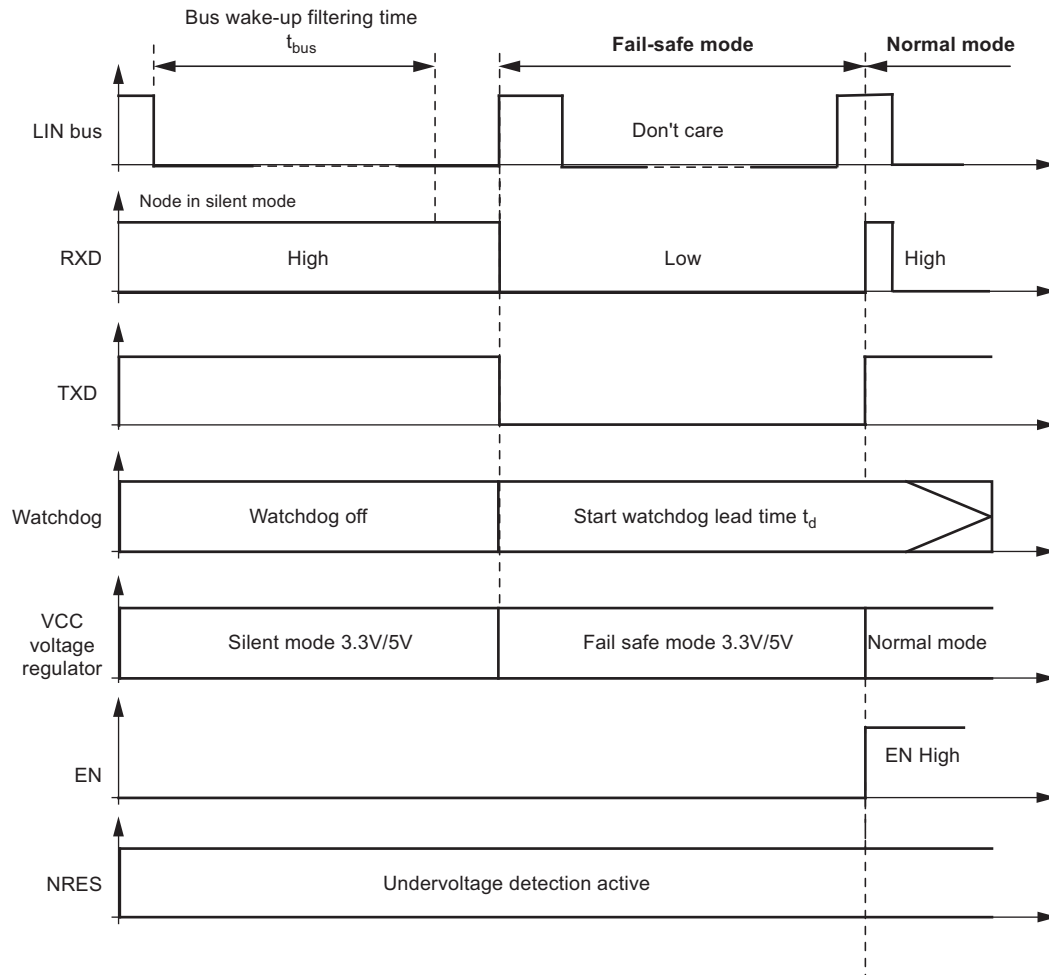 Bus wake-up filtering time
tbus
Fail-safe mode
Normal mode
LIN bus
Don't care
Node in silent mode
RXD
High
Low
High
TXD
Watchdog
Watchdog off
Start watchdog lead time td
VCC
voltage
regulator
Silent mode 3.3V/5V
Fail safe mode 3.3V/5V
Normal mode
EN
EN High
NRES
Undervoltage detection active